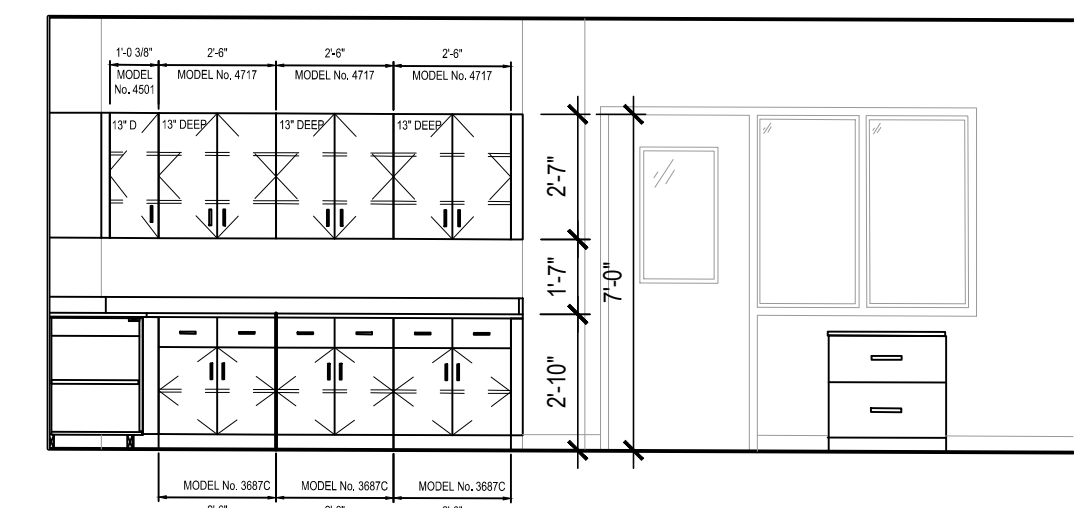 1'-0 3/8" 2'-6" 2'-6" 2'-6"
MODEL MODEL No. 4717 MODEL No. 4717 MODEL No. 4717
No. 4501
13" D 13" DEEP 13" DEEP 13" DEEP
2'-7"
1'-7"
7'-0"
2'-10"
MODEL No. 3687C MODEL No. 3687C MODEL No. 3687C